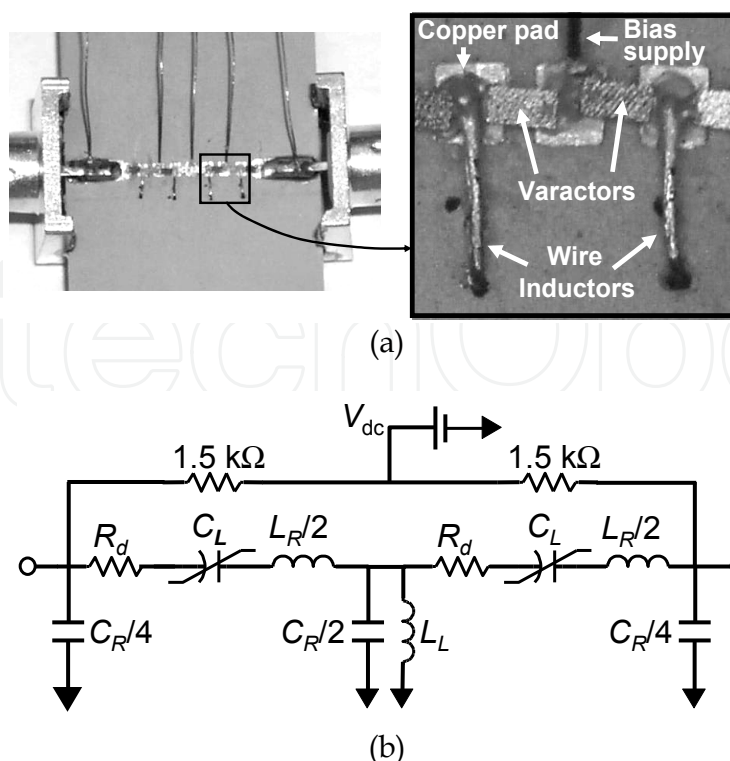 Copper pad
Bias
supply
Varactors
Wire
Inductors
(a)
V_dc
1.5 kΩ
1.5 kΩ
R_d
C_L
L_R/2
R_d
C_L
L_R/2
C_R/4
C_R/2
L_L
C_R/4
(b)